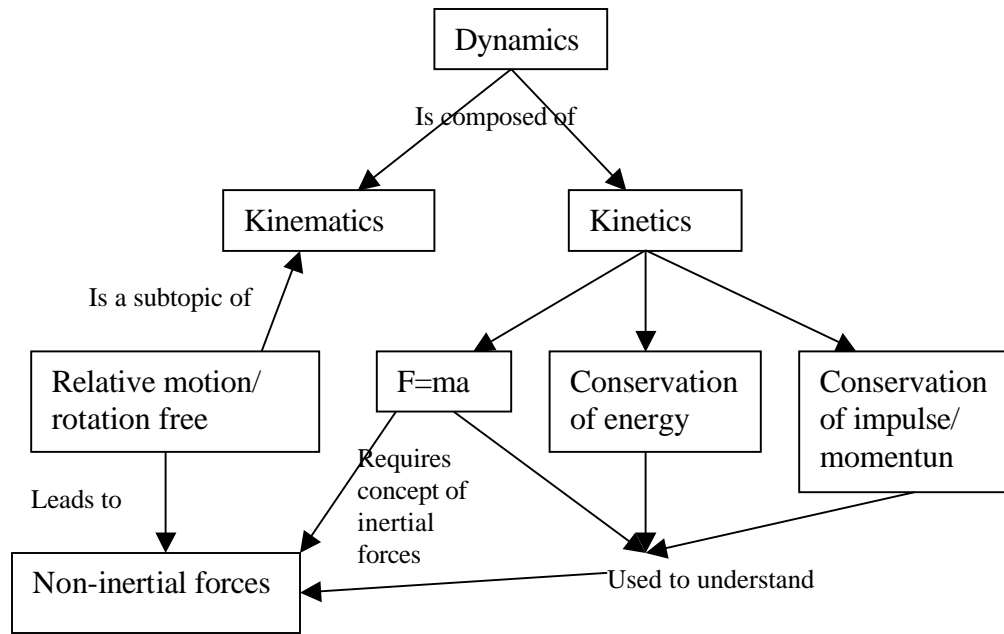 Dynamics
Is composed of
Kinematics
Kinetics
Is a subtopic of
Relative motion/
rotation free
F=ma
Conservation
of energy
Conservation
of impulse/
momentun
Leads to
Requires
concept of
inertial
forces
Non-inertial forces
Used to understand